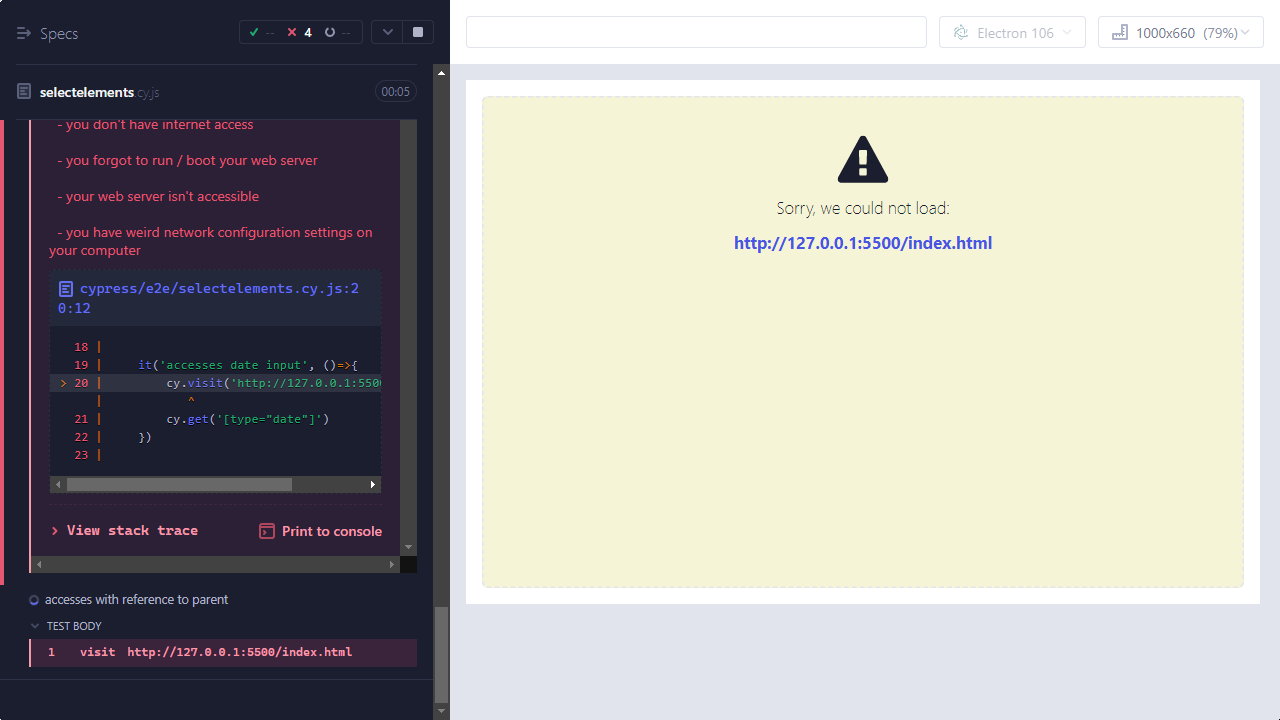 Specs
--
4
--
Electron 106
1000x660 (79%)
selectelements.cy.js
00:05
- you don't have internet access
- you forgot to run / boot your web server
- your web server isn't accessible
- you have weird network configuration settings on
your computer
cypress/e2e/selectelements.cy.js:2
0:12
18 |
19 | it('accesses date input', ()=>{
> 20 | cy.visit('http://127.0.0.1:550
| ^
21 | cy.get('[type="date"]')
22 | })
23 |
View stack trace
Print to console
accesses with reference to parent
TEST BODY
1 visit http://127.0.0.1:5500/index.html
Sorry, we could not load:
http://127.0.0.1:5500/index.html